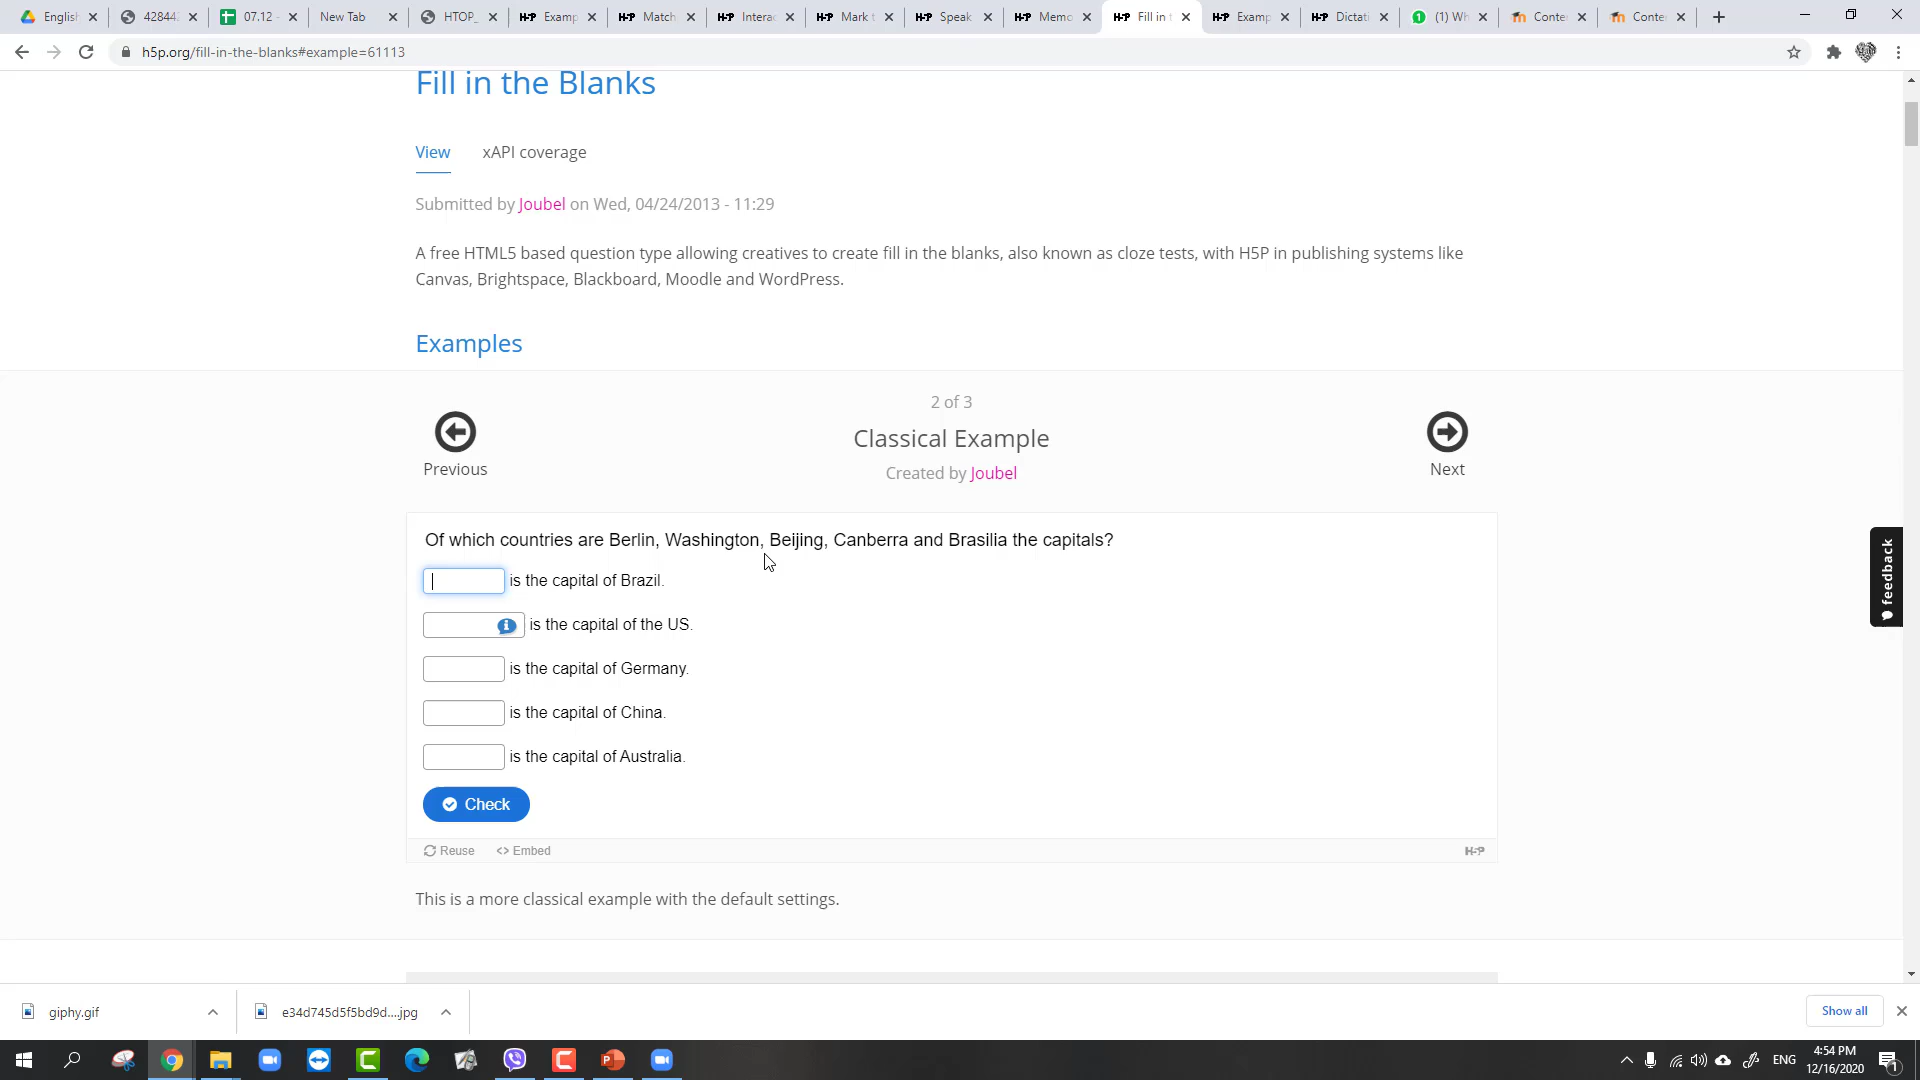 English
42844
07.12 -
New Tab
HTOP_
H-P Examp
H-P Match
H-P Interac
H-P Mark t
H-P Speak
H-P Memo
H-P Fill in t
H-P Examp
H-P Dictati
(1) Wh
Conte
Conte
h5p.org/fill-in-the-blanks#example=61113
Fill in the Blanks
View xAPI coverage
Submitted by Joubel on Wed, 04/24/2013 - 11:29
A free HTML5 based question type allowing creatives to create fill in the blanks, also known as cloze tests, with H5P in publishing systems like
Canvas, Brightspace, Blackboard, Moodle and WordPress.
Examples
2 of 3
Classical Example
Created by Joubel
Previous
Next
Of which countries are Berlin, Washington, Beijing, Canberra and Brasilia the capitals?
is the capital of Brazil.
is the capital of the US.
is the capital of Germany.
is the capital of China.
is the capital of Australia.
Check
Reuse <> Embed H-P
feedback
This is a more classical example with the default settings.
giphy.gif
e34d745d5f5bd9d....jpg
Show all
ENG
4:54 PM
12/16/2020
1